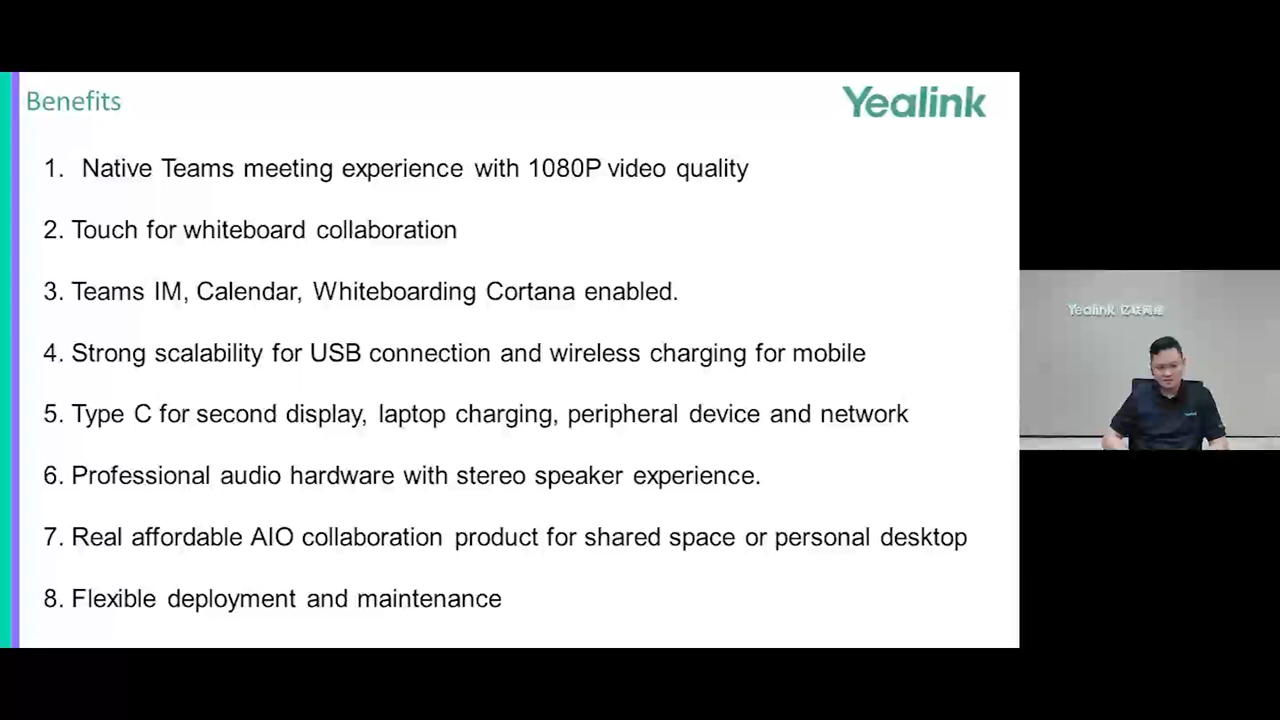 Benefits
Yealink
1. Native Teams meeting experience with 1080P video quality
2. Touch for whiteboard collaboration
3. Teams IM, Calendar, Whiteboarding Cortana enabled.
4. Strong scalability for USB connection and wireless charging for mobile
5. Type C for second display, laptop charging, peripheral device and network
6. Professional audio hardware with stereo speaker experience.
7. Real affordable AIO collaboration product for shared space or personal desktop
8. Flexible deployment and maintenance
Yealink 亿联网络
Yealink